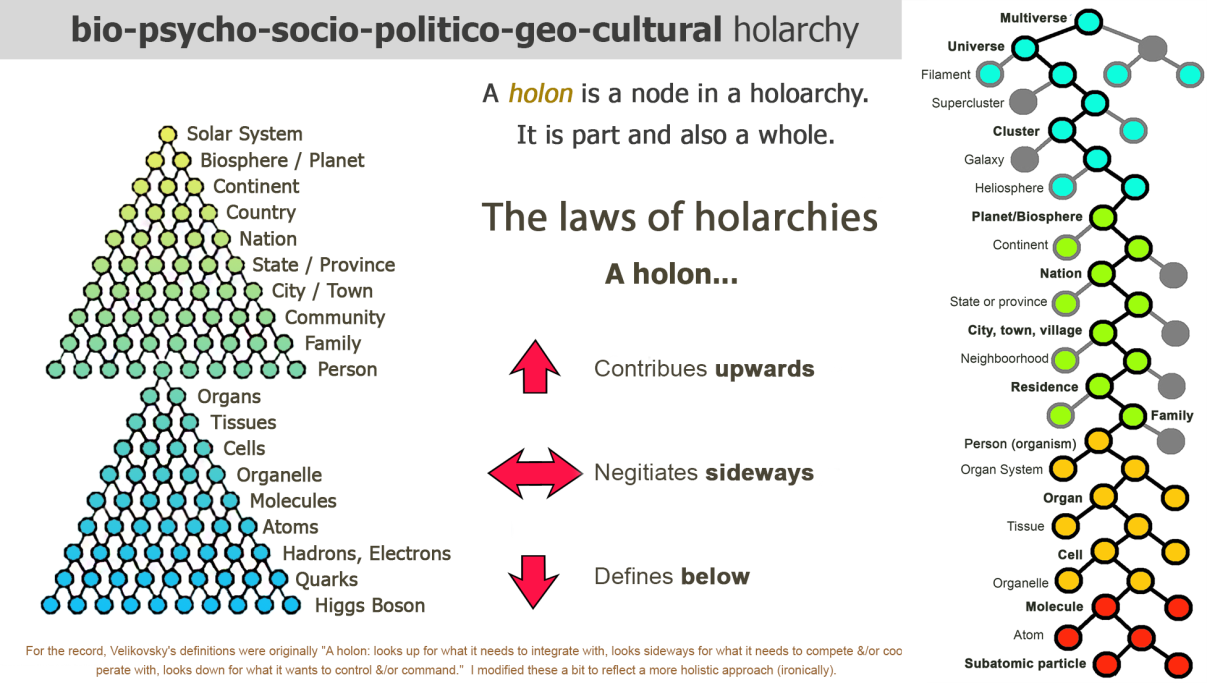 bio-psycho-socio-politico-geo-cultural holarchy
A holon is a node in a holoarchy.
It is part and also a whole.
Solar System
Biosphere / Planet
Continent
Country
Nation
State / Province
City / Town
Community
Family
Person
Organs
Tissues
Cells
Organelle
Molecules
Atoms
Hadrons, Electrons
Quarks
Higgs Boson
The laws of holarchies
A holon...
Contribues upwards
Negitiates sideways
Defines below
For the record, Velikovsky's definitions were originally "A holon: looks up for what it needs to integrate with, looks sideways for what it needs to compete &/or coo
perate with, looks down for what it wants to control &/or command."  I modified these a bit to reflect a more holistic approach (ironically).
Multiverse
Universe
Filament
Supercluster
Cluster
Galaxy
Heliosphere
Planet/Biosphere
Continent
Nation
State or province
City, town, village
Neighboorhood
Residence
Family
Person (organism)
Organ System
Organ
Tissue
Cell
Organelle
Molecule
Atom
Subatomic particle